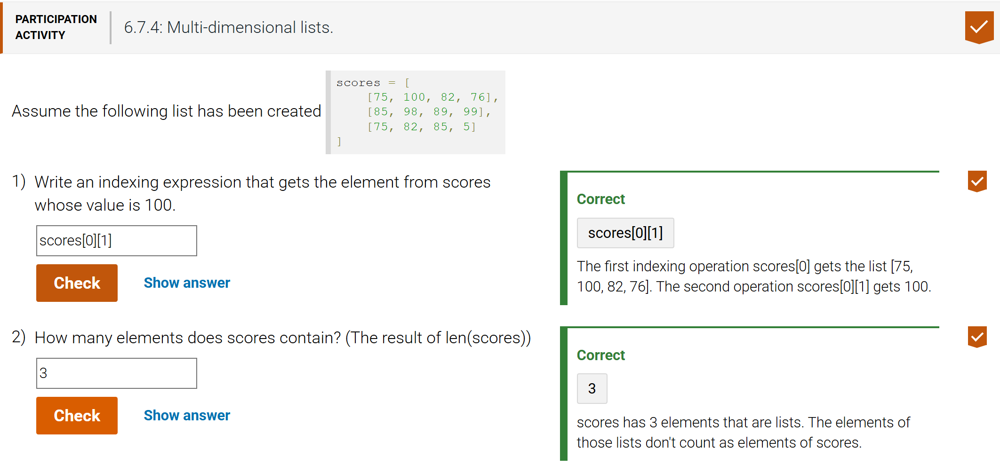 PARTICIPATION
ACTIVITY
6.7.4: Multi-dimensional lists.
Assume the following list has been created
scores = [
    [75, 100, 82, 76],
    [85, 98, 89, 99],
    [75, 82, 85, 5]
]
1) Write an indexing expression that gets the element from scores
whose value is 100.
scores[0][1]
Check
Show answer
Correct
scores[0][1]
The first indexing operation scores[0] gets the list [75,
100, 82, 76]. The second operation scores[0][1] gets 100.
2) How many elements does scores contain? (The result of len(scores))
3
Check
Show answer
Correct
3
scores has 3 elements that are lists. The elements of
those lists don't count as elements of scores.